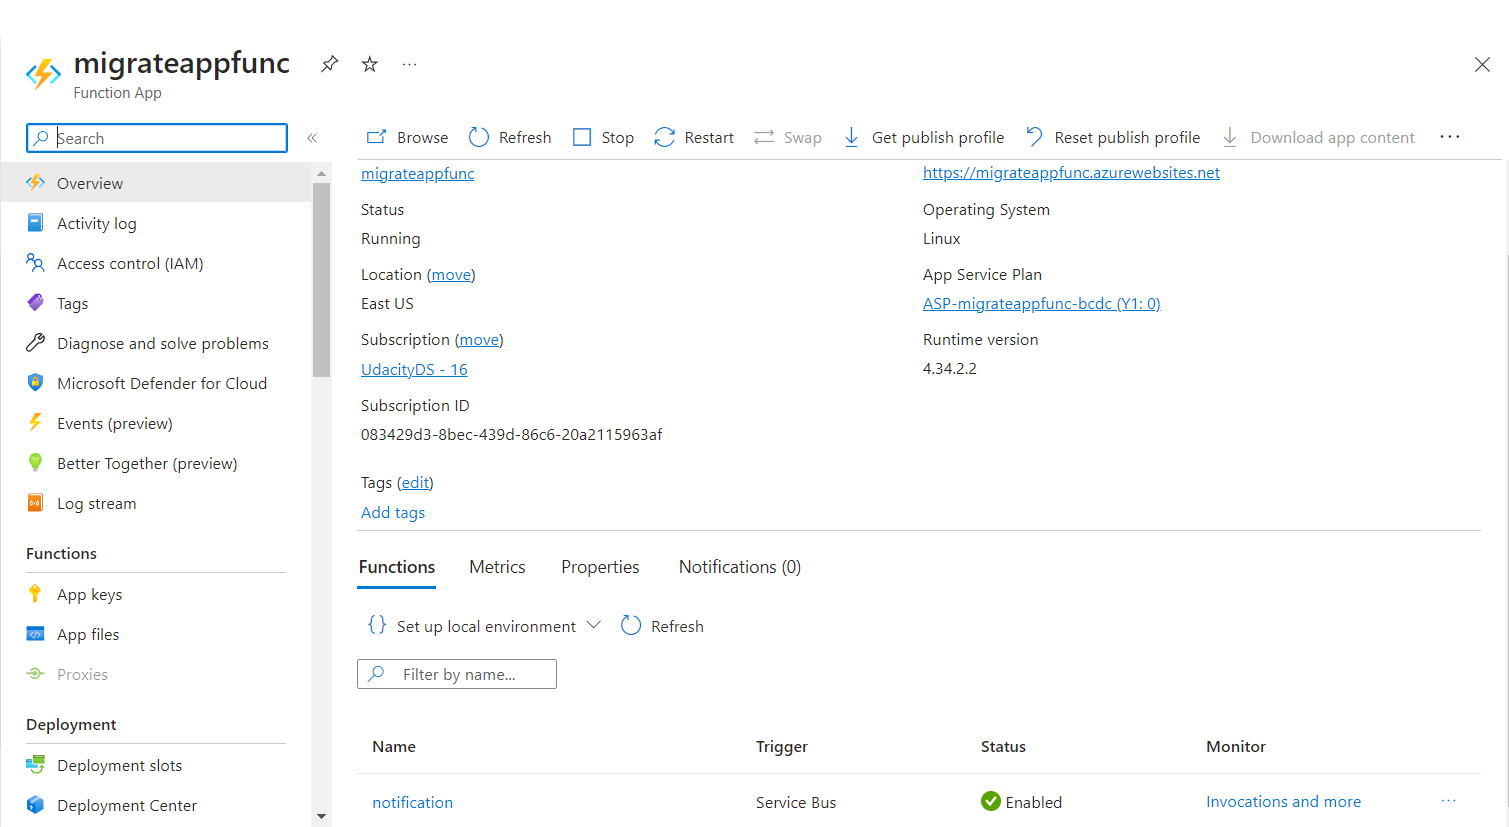 migrateappfunc
Function App
Search
Browse
Refresh
Stop
Restart
Swap
Get publish profile
Reset publish profile
Download app content
Overview
Activity log
Access control (IAM)
Tags
Diagnose and solve problems
Microsoft Defender for Cloud
Events (preview)
Better Together (preview)
Log stream
Functions
App keys
App files
Proxies
Deployment
Deployment slots
Deployment Center
migrateappfunc
Status
Running
Location (move)
East US
Subscription (move)
UdacityDS - 16
Subscription ID
083429d3-8bec-439d-86c6-20a2115963af
Tags (edit)
Add tags
https://migrateappfunc.azurewebsites.net
Operating System
Linux
App Service Plan
ASP-migrateappfunc-bcdc (Y1: 0)
Runtime version
4.34.2.2
Functions Metrics Properties Notifications (0)
Set up local environment Refresh
Filter by name...
Name Trigger Status Monitor
notification Service Bus Enabled Invocations and more